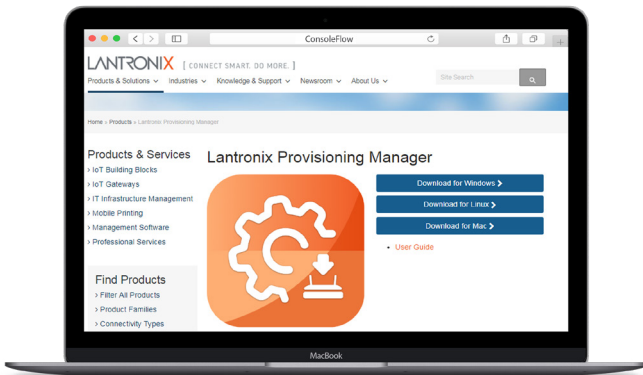 ConsoleFlow
LANTRONIX [ CONNECT SMART. DO MORE. ]
Products & Solutions Industries Knowledge & Support Newsroom About Us
Site Search
Home » Products » Lantronix Provisioning Manager
Products & Services
> IoT Building Blocks
> IoT Gateways
> IT Infrastructure Management
> Mobile Printing
> Management Software
> Professional Services
Find Products
> Filter All Products
> Product Families
> Connectivity Types
Lantronix Provisioning Manager
Download for Windows ❯
Download for Linux ❯
Download for Mac ❯
• User Guide
MacBook